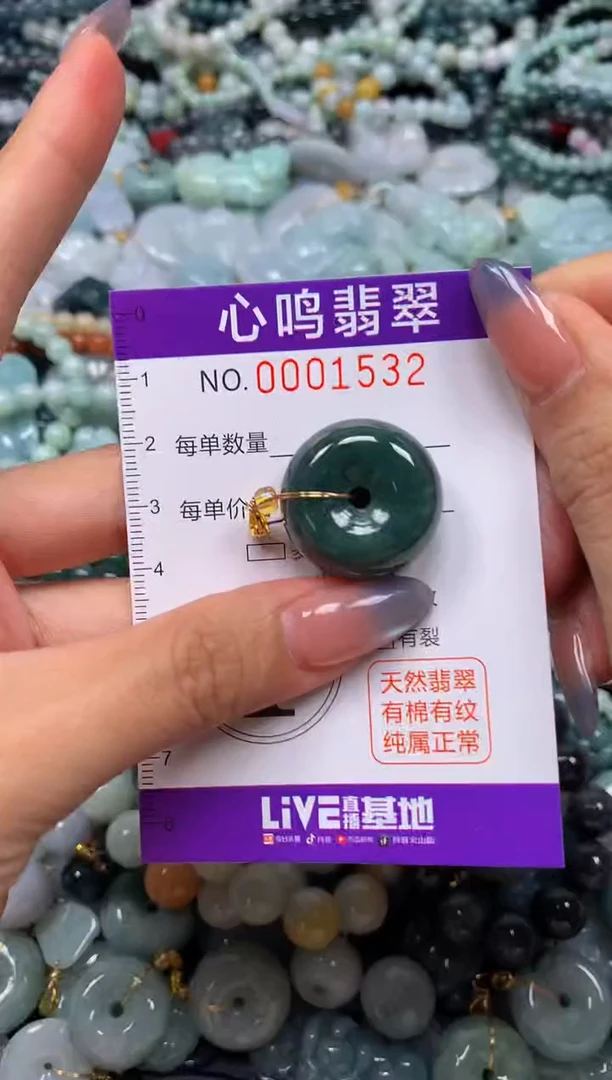 0
心鸣翡翠
1
NO.0001532
2
每单数量
3
每单价
4
有裂
天然翡翠
有棉有纹
纯属正常
7
8
LiVE直播基地